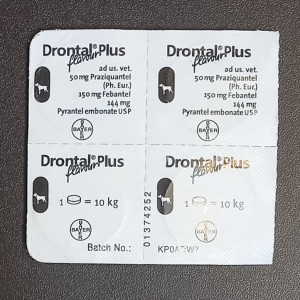 Drontal® Plus
flavour
ad us. vet.
50 mg Praziquantel
(Ph. Eur.)
150 mg Febantel
144 mg
Pyrantel embonate USP
BAYER
Drontal® Plus
flavour
ad us. vet.
50 mg Praziquantel
(Ph. Eur.)
150 mg Febantel
144 mg
Pyrantel embonate USP
BAYER
Drontal® Plus
flavour
1 = 10 kg
BAYER
Batch No.:
01374252
Drontal® Plus
flavour
1 = 10 kg
BAYER